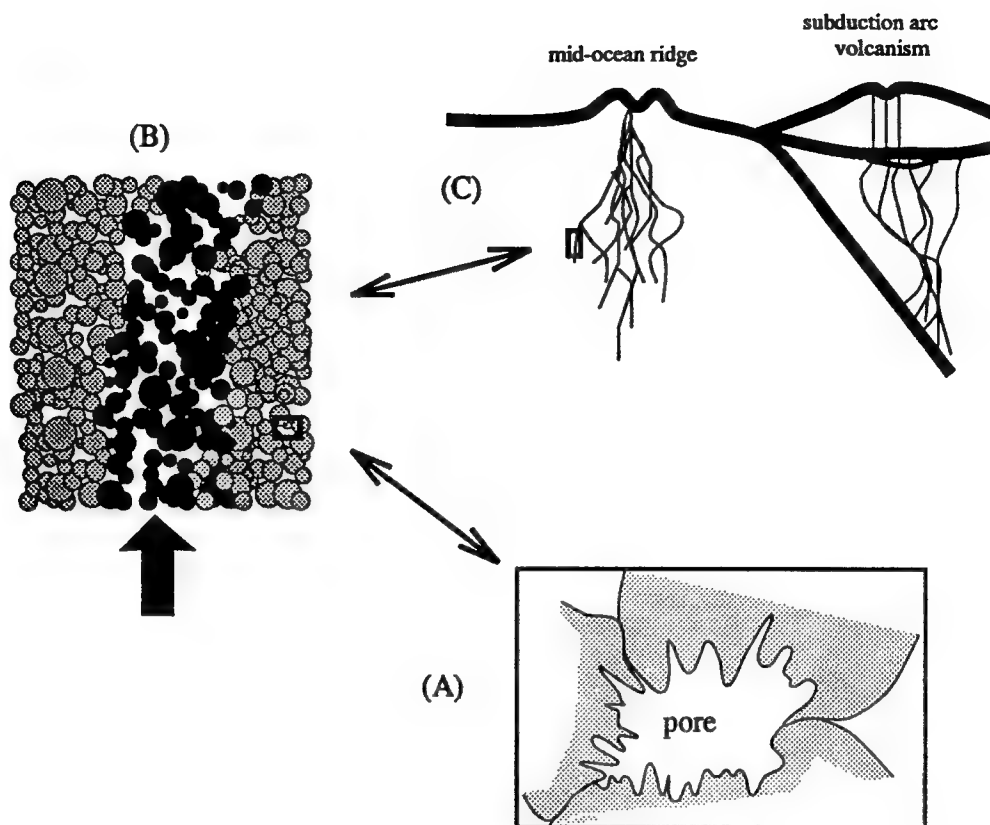 subduction arc
volcanism
mid-ocean ridge
(B)
(C)
(A)
pore